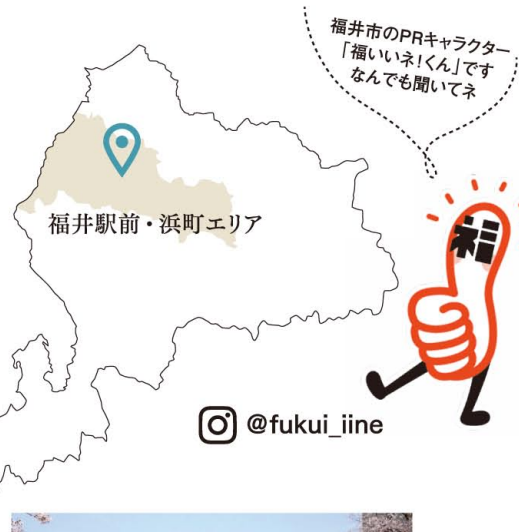 福井市のPRキャラクター
「福いいネ!くん」です
なんでも聞いてネ
福井駅前・浜町エリア
福
@fukui_iine